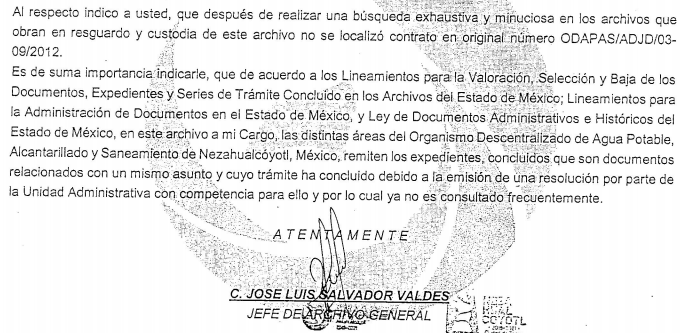 Al respecto indico a usted, que después de realizar una búsqueda exhaustiva y minuciosa en los archivos que
obran en resguardo y custodia de este archivo no se localizó contrato en original número ODAPAS/ADJD/03-
09/2012.
Es de suma importancia indicarle, que de acuerdo a los Lineamientos para la Valoración, Selección y Baja de los
Documentos, Expedientes y Series de Trámite Concluído en los Archivos del Estado de México; Lineamientos para
la Administración de Documentos en el Estado de México, y Ley de Documentos Administrativos e Históricos del
Estado de México, en este archivo a mi Cargo, las distintas áreas del Organismo Descentralizado de Agua Potable,
Alcantarillado y Saneamiento de Nezahualcóyotl, México, remiten los expedientes, concluidos que son documentos
relacionados con un mismo asunto y cuyo trámite ha concluido debido a la emisión de una resolución por parte de
la Unidad Administrativa con competencia para ello y por lo cual ya no es consultado frecuentemente.
ATENTAMENTE
C. JOSE LUIS SALVADOR VALDES
JEFE DEL ARCHIVO GENERAL